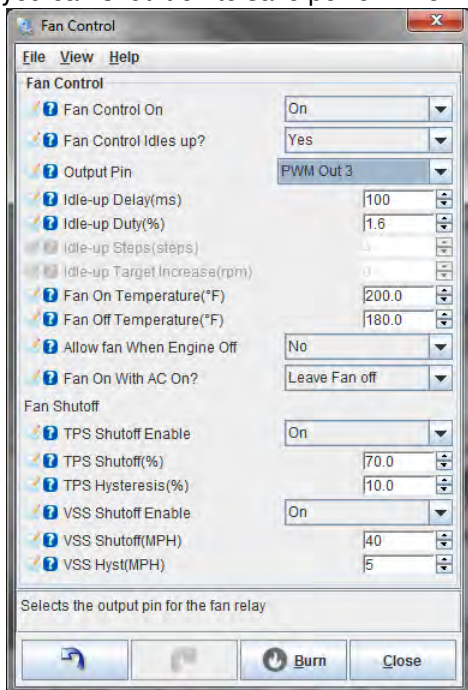 Fan Control
File View Help
Fan Control
Fan Control On On
Fan Control Idles up? Yes
Output Pin PWM Out 3
Idle-up Delay(ms) 100
Idle-up Duty(%) 1.6
Idle-up Steps(steps)
Idle-up Target Increase(rpm)
Fan On Temperature(°F) 200.0
Fan Off Temperature(°F) 180.0
Allow fan When Engine Off No
Fan On With AC On? Leave Fan off
Fan Shutoff
TPS Shutoff Enable On
TPS Shutoff(%) 70.0
TPS Hysteresis(%) 10.0
VSS Shutoff Enable On
VSS Shutoff(MPH) 40
VSS Hyst(MPH) 5
Selects the output pin for the fan relay
Burn Close